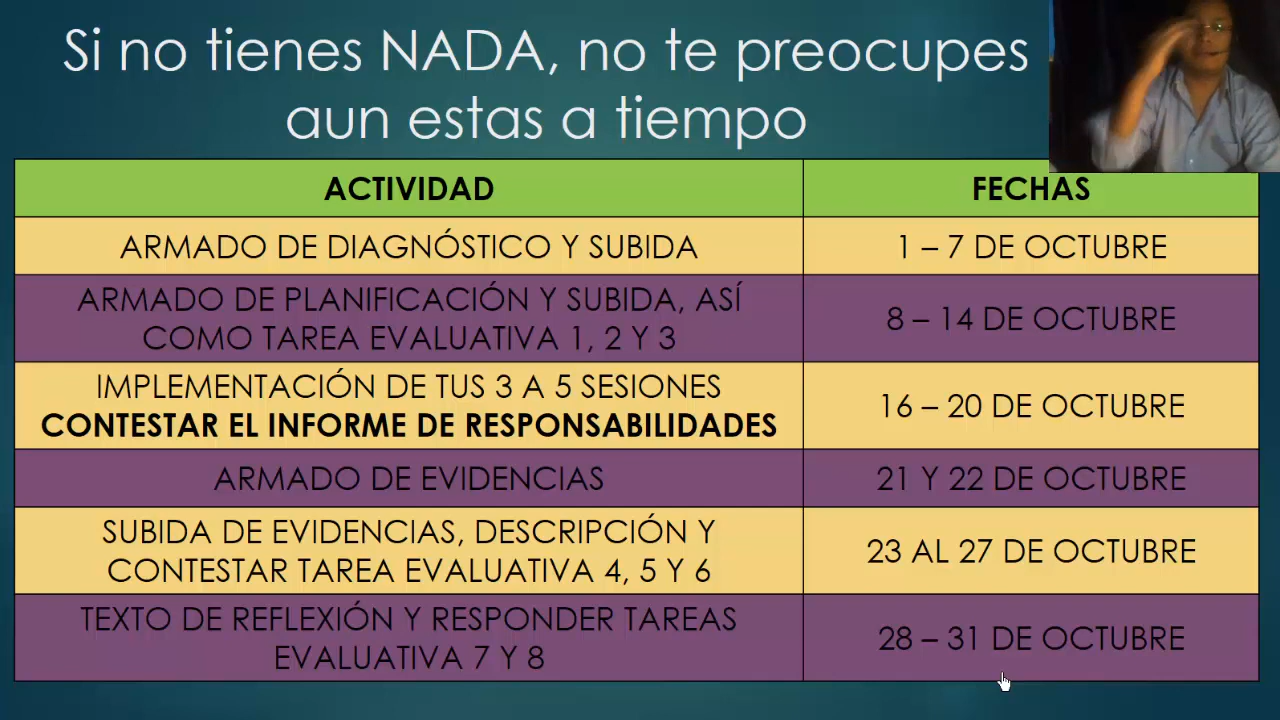 Si no tienes NADA, no te preocupes
aun estas a tiempo
ACTIVIDAD
FECHAS
ARMADO DE DIAGNÓSTICO Y SUBIDA
1 – 7 DE OCTUBRE
ARMADO DE PLANIFICACIÓN Y SUBIDA, ASÍ
COMO TAREA EVALUATIVA 1, 2 Y 3
8 – 14 DE OCTUBRE
IMPLEMENTACIÓN DE TUS 3 A 5 SESIONES
CONTESTAR EL INFORME DE RESPONSABILIDADES
16 – 20 DE OCTUBRE
ARMADO DE EVIDENCIAS
21 Y 22 DE OCTUBRE
SUBIDA DE EVIDENCIAS, DESCRIPCIÓN Y
CONTESTAR TAREA EVALUATIVA 4, 5 Y 6
23 AL 27 DE OCTUBRE
TEXTO DE REFLEXIÓN Y RESPONDER TAREAS
EVALUATIVA 7 Y 8
28 – 31 DE OCTUBRE